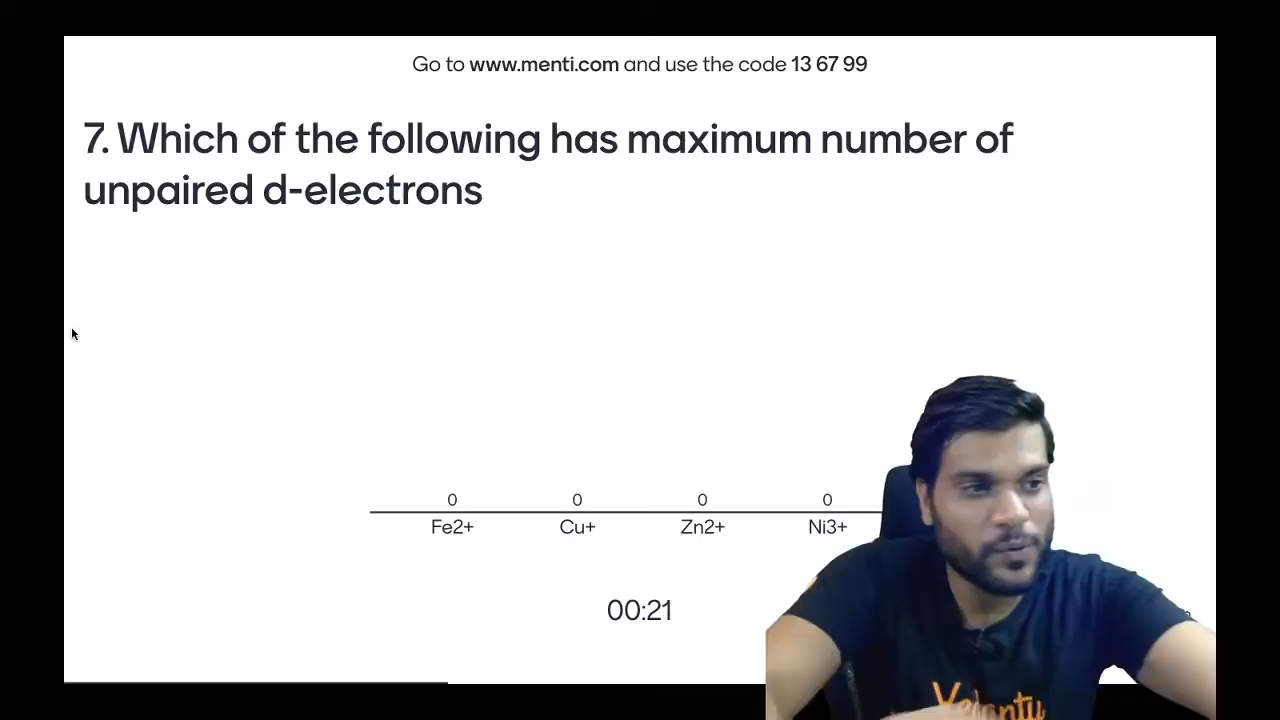 Go to www.menti.com and use the code 13 67 99
7. Which of the following has maximum number of
unpaired d-electrons
0 0 0 0
Fe2+ Cu+ Zn2+ Ni3+
00:21
Vedantu